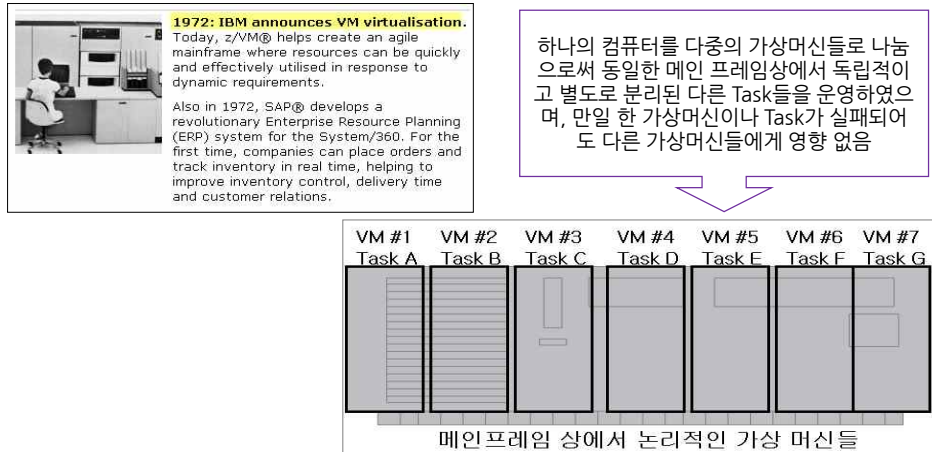 1972: IBM announces VM virtualisation.
Today, z/VM® helps create an agile
mainframe where resources can be quickly
and effectively utilised in response to
dynamic requirements.
Also in 1972, SAP® develops a
revolutionary Enterprise Resource Planning
(ERP) system for the System/360. For the
first time, companies can place orders and
track inventory in real time, helping to
improve inventory control, delivery time
and customer relations.
하나의 컴퓨터를 다중의 가상머신들로 나눔
으로써 동일한 메인 프레임상에서 독립적이
고 별도로 분리된 다른 Task들을 운영하였으
며, 만일 한 가상머신이나 Task가 실패되어
도 다른 가상머신들에게 영향 없음
VM #1 VM #2 VM #3 VM #4 VM #5 VM #6 VM #7
Task A Task B Task C Task D Task E Task F Task G
메인프레임 상에서 논리적인 가상 머신들